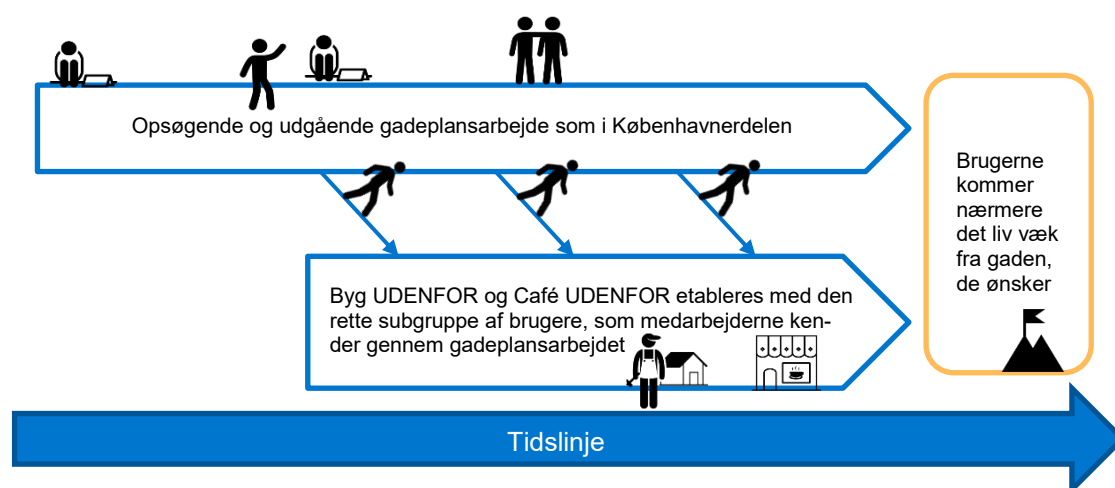 Opsøgende og udgående gadeplansarbejde som i Københavnerdelen
Byg UDENFOR og Café UDENFOR etableres med den
rette subgruppe af brugere, som medarbejderne ken-
der gennem gadeplansarbejdet
Brugerne
kommer
nærmere
det liv væk
fra gaden,
de ønsker
Tidslinje